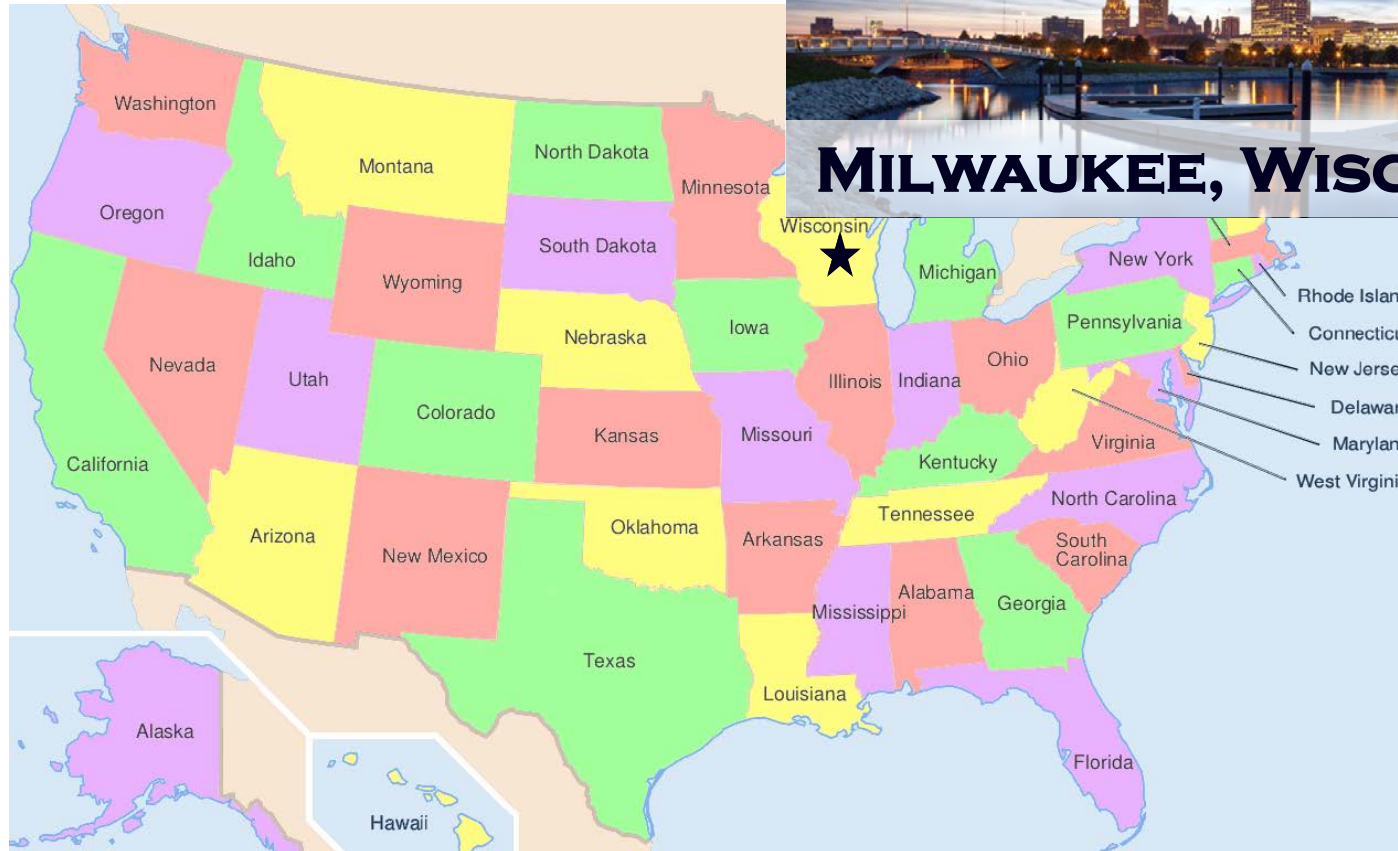 MILWAUKEE, WISC
Washington
Montana
North Dakota
Minnesota
Oregon
Idaho
Wyoming
South Dakota
Wisconsin
Michigan
New York
Rhode Islan
Connecticu
New Jerse
Delawar
Marylan
West Virgini
Pennsylvania
Nevada
Utah
Colorado
Nebraska
Iowa
Illinois
Indiana
Ohio
California
Kansas
Missouri
Kentucky
Virginia
Arizona
New Mexico
Oklahoma
Arkansas
Tennessee
North Carolina
South
Carolina
Mississippi
Alabama
Georgia
Texas
Louisiana
Florida
Alaska
Hawaii